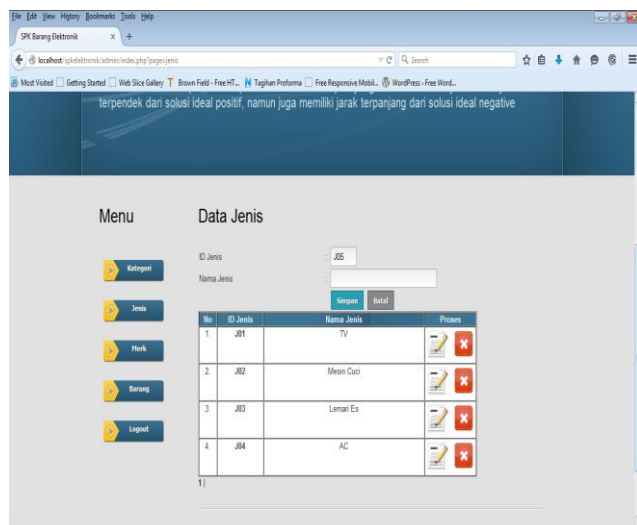 File Edit View History Bookmarks Tools Help
SPK Barang Elektronik × +
localhost/spkelektronik/admin/index.php?page=jenis Search
Most Visited Getting Started Web Slice Gallery Brown Field - Free HT... Tagihan Proforma Free Responsive Mobil... WordPress - Free Word...
terpendek dari solusi ideal positif, namun juga memiliki jarak terpanjang dari solusi ideal negative
Menu Data Jenis
ID Jenis : J05
Kategori
Nama Jenis :
Simpan Batal
Jenis
No ID Jenis Nama Jenis Proses
1. J01 TV
Merk
2. J02 Mesin Cuci
Barang
3. J03 Lemari Es
Logout
4. J04 AC
1 |